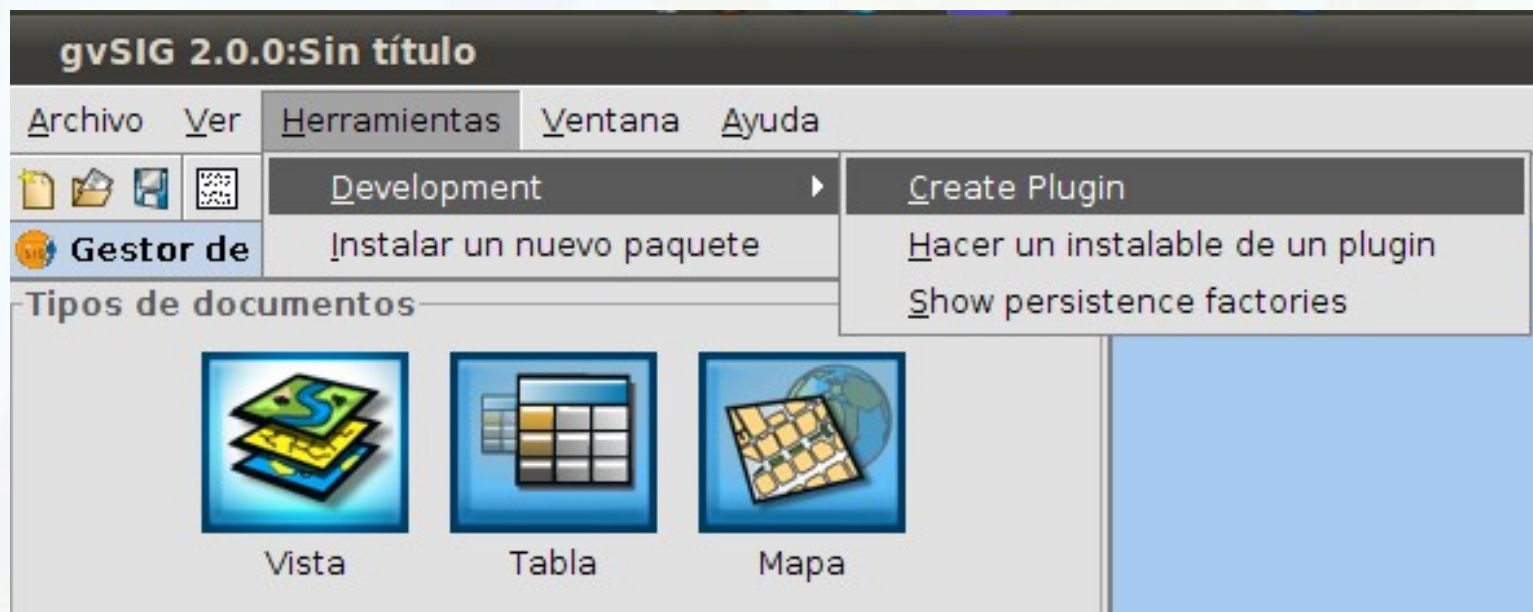 gvSIG 2.0.0:Sin título
Archivo Ver Herramientas Ventana Ayuda
Development
Create Plugin
Instalar un nuevo paquete
Hacer un instalable de un plugin
Show persistence factories
Gestor de
Tipos de documentos
Vista Tabla Mapa